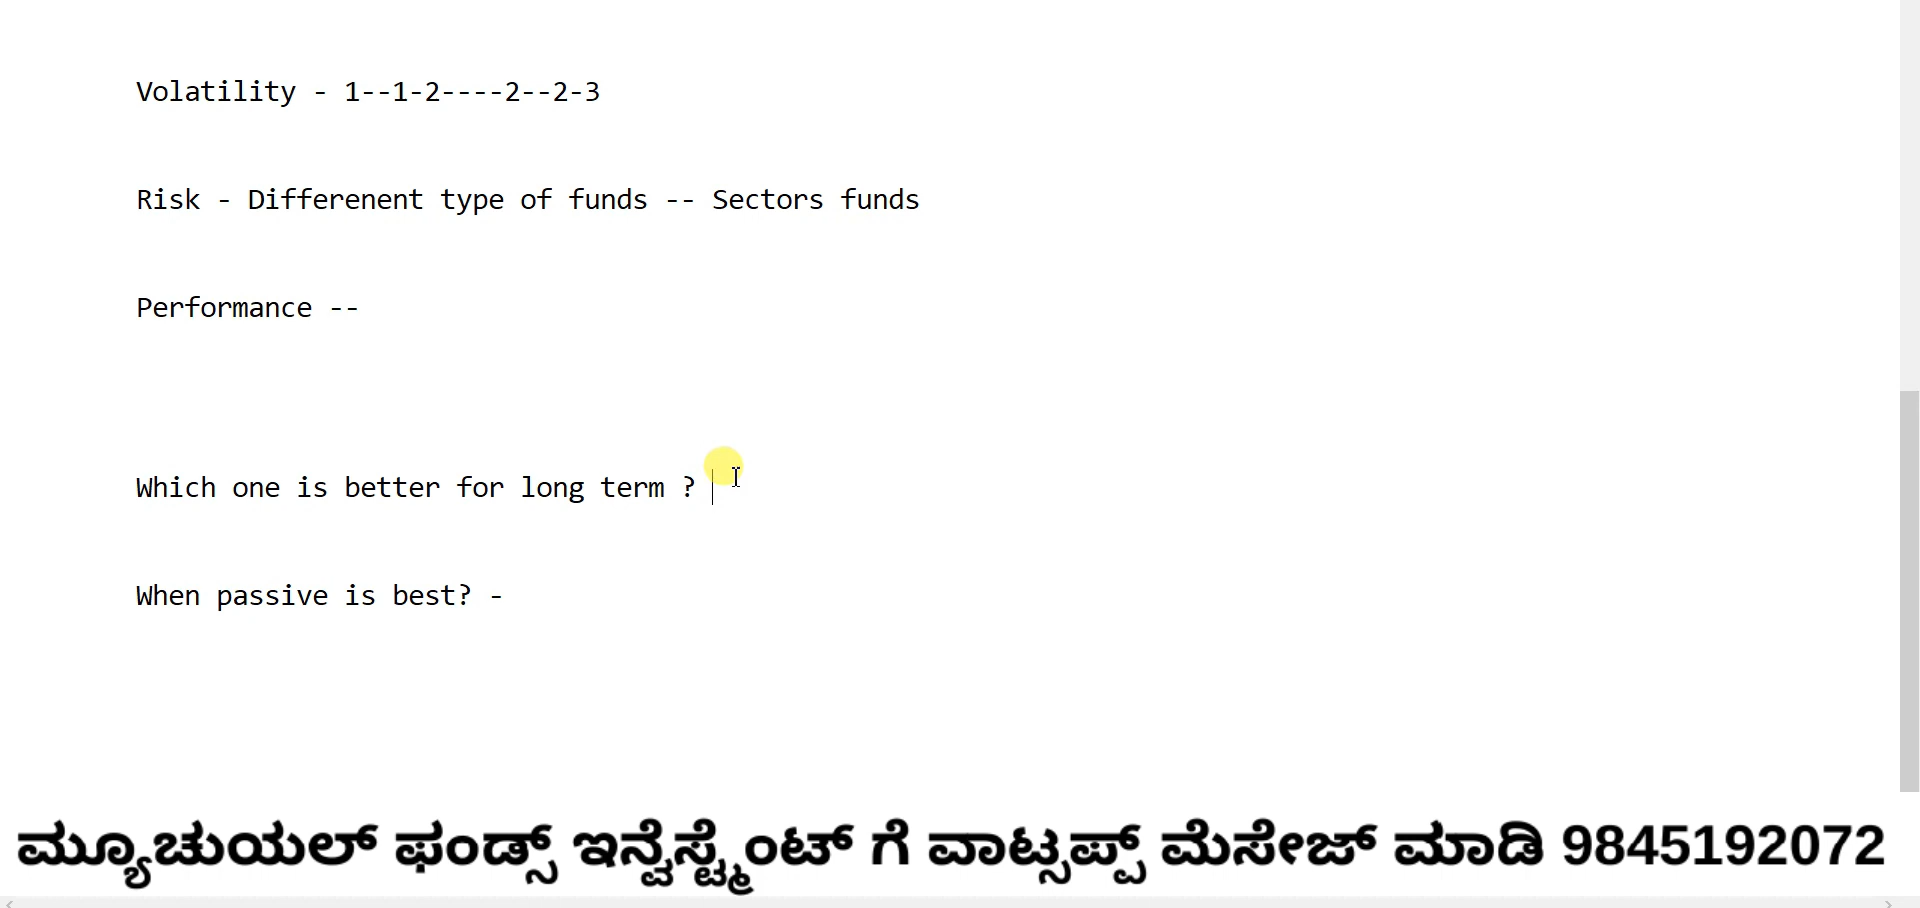 Volatility - 1--1-2----2--2-3
Risk - Differenent type of funds -- Sectors funds
Performance --
Which one is better for long term ?
When passive is best? -
ಮ್ಯೂಚುಯಲ್ ಫಂಡ್ಸ್ ಇನ್ವೆಸ್ಟ್ಮೆಂಟ್ ಗೆ ವಾಟ್ಸಪ್ಪ್ ಮೆಸೇಜ್ ಮಾಡಿ 9845192072